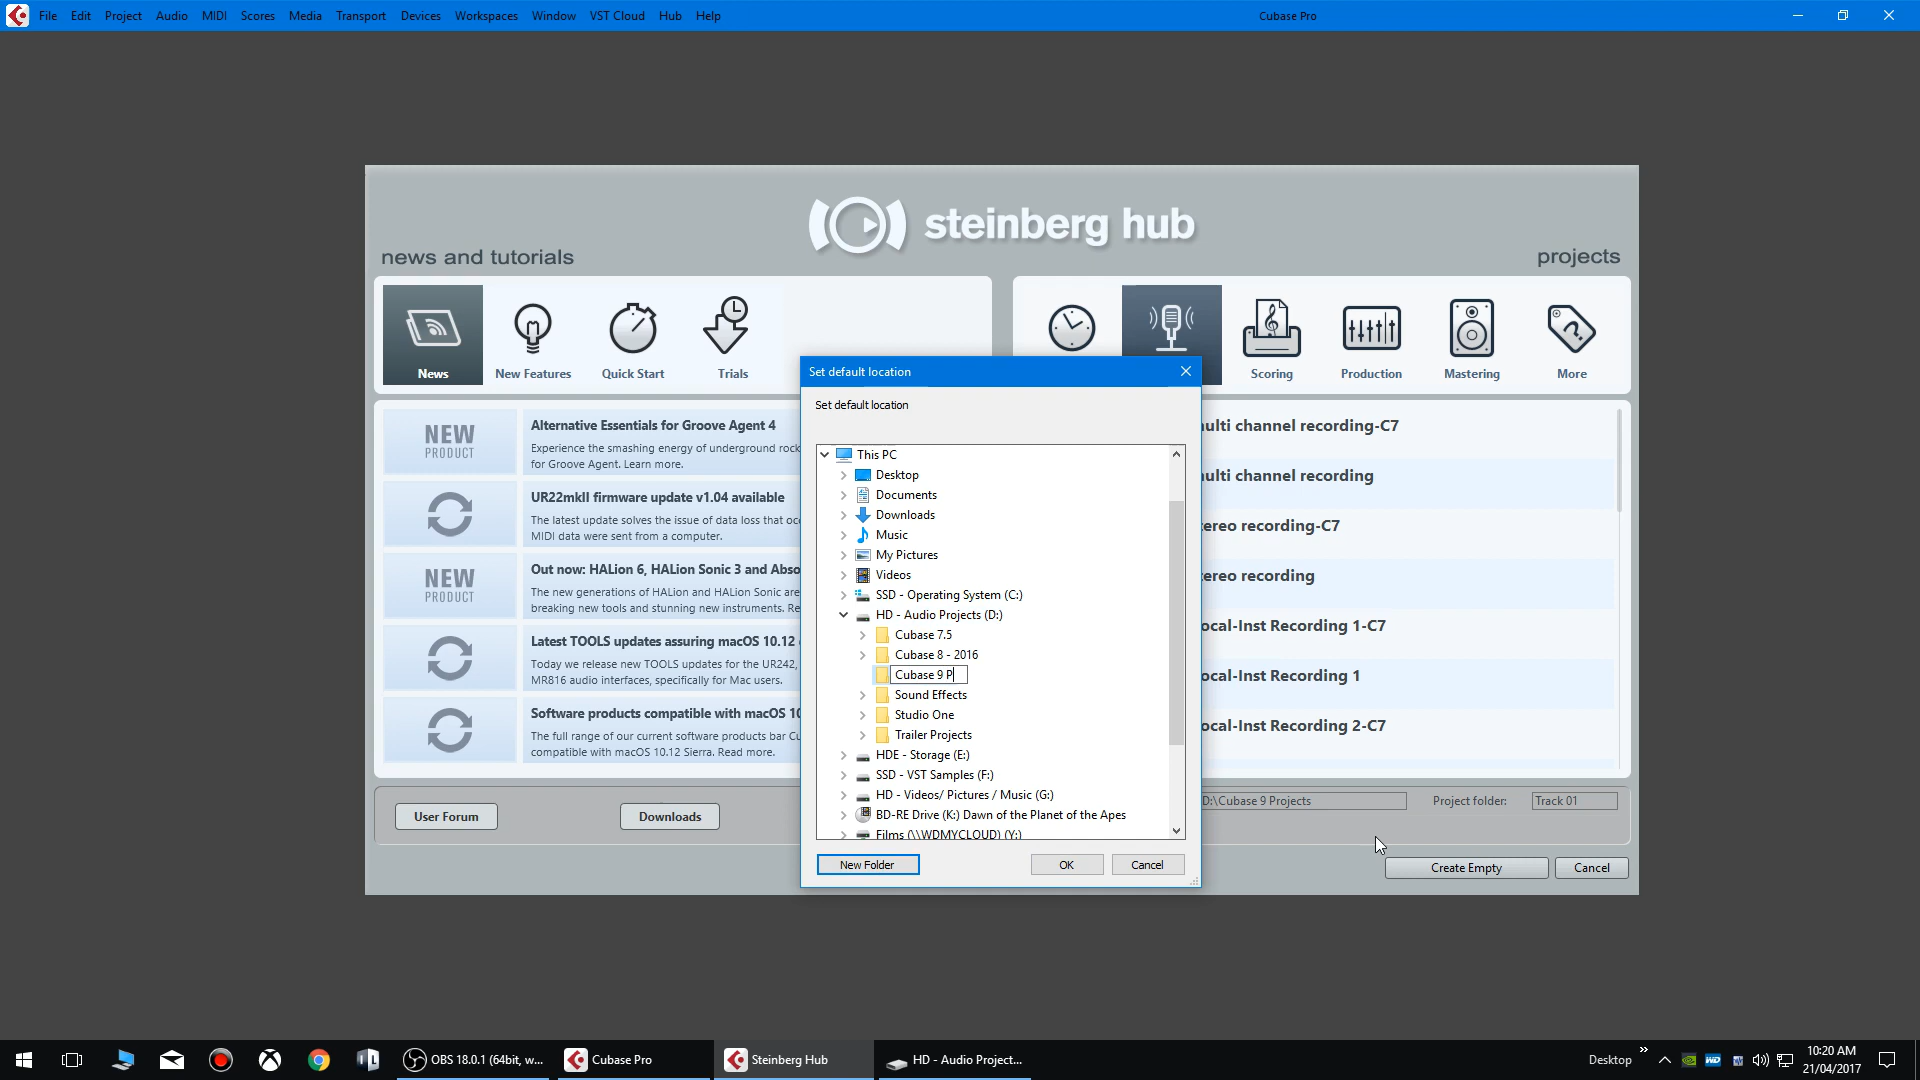 File Edit Project Audio MIDI Scores Media Transport Devices Workspaces Window VST Cloud Hub Help
Cubase Pro
steinberg hub
news and tutorials
projects
News
New Features
Quick Start
Trials
Scoring
Production
Mastering
More
Set default location
Set default location
This PC
Desktop
Documents
Downloads
Music
My Pictures
Videos
SSD - Operating System (C:)
HD - Audio Projects (D:)
Cubase 7.5
Cubase 8 - 2016
Cubase 9 P
Sound Effects
Studio One
Trailer Projects
HDE - Storage (E:)
SSD - VST Samples (F:)
HD - Videos/ Pictures / Music (G:)
BD-RE Drive (K:) Dawn of the Planet of the Apes
Films (\\WDMYCLOUD) (Y:)
New Folder
OK
Cancel
NEW PRODUCT
Alternative Essentials for Groove Agent 4
Experience the smashing energy of underground rock
for Groove Agent. Learn more.
UR22mkII firmware update v1.04 available
The latest update solves the issue of data loss that occ
MIDI data were sent from a computer.
NEW PRODUCT
Out now: HALion 6, HALion Sonic 3 and Abso
The new generations of HALion and HALion Sonic are
breaking new tools and stunning new instruments. Re
Latest TOOLS updates assuring macOS 10.12
Today we release new TOOLS updates for the UR242,
MR816 audio interfaces, specifically for Mac users.
Software products compatible with macOS 10
The full range of our current software products bar Cu
compatible with macOS 10.12 Sierra. Read more.
ulti channel recording-C7
ulti channel recording
ereo recording-C7
ereo recording
ocal-Inst Recording 1-C7
ocal-Inst Recording 1
ocal-Inst Recording 2-C7
User Forum
Downloads
D:\Cubase 9 Projects
Project folder:
Track 01
Create Empty
Cancel
OBS 18.0.1 (64bit, w...
Cubase Pro
Steinberg Hub
HD - Audio Project...
Desktop
10:20 AM
21/04/2017